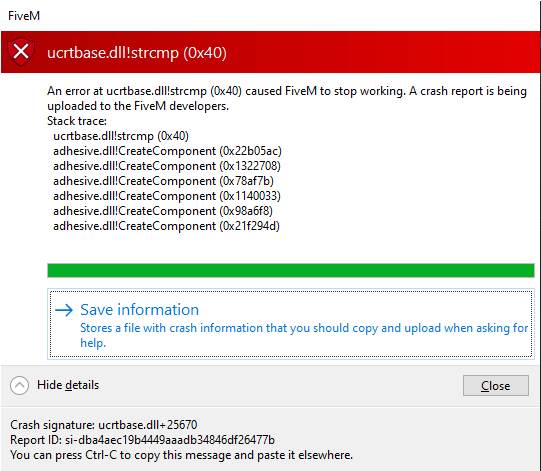 FiveM
ucrtbase.dll!strcmp (0x40)
An error at ucrtbase.dll!strcmp (0x40) caused FiveM to stop working. A crash report is being
uploaded to the FiveM developers.
Stack trace:
ucrtbase.dll!strcmp (0x40)
adhesive.dll!CreateComponent (0x22b05ac)
adhesive.dll!CreateComponent (0x1322708)
adhesive.dll!CreateComponent (0x78af7b)
adhesive.dll!CreateComponent (0x1140033)
adhesive.dll!CreateComponent (0x98a6f8)
adhesive.dll!CreateComponent (0x21f294d)
Save information
Stores a file with crash information that you should copy and upload when asking for
help.
Hide details
Close
Crash signature: ucrtbase.dll+25670
Report ID: si-dba4aec19b4449aaadb34846df26477b
You can press Ctrl-C to copy this message and paste it elsewhere.